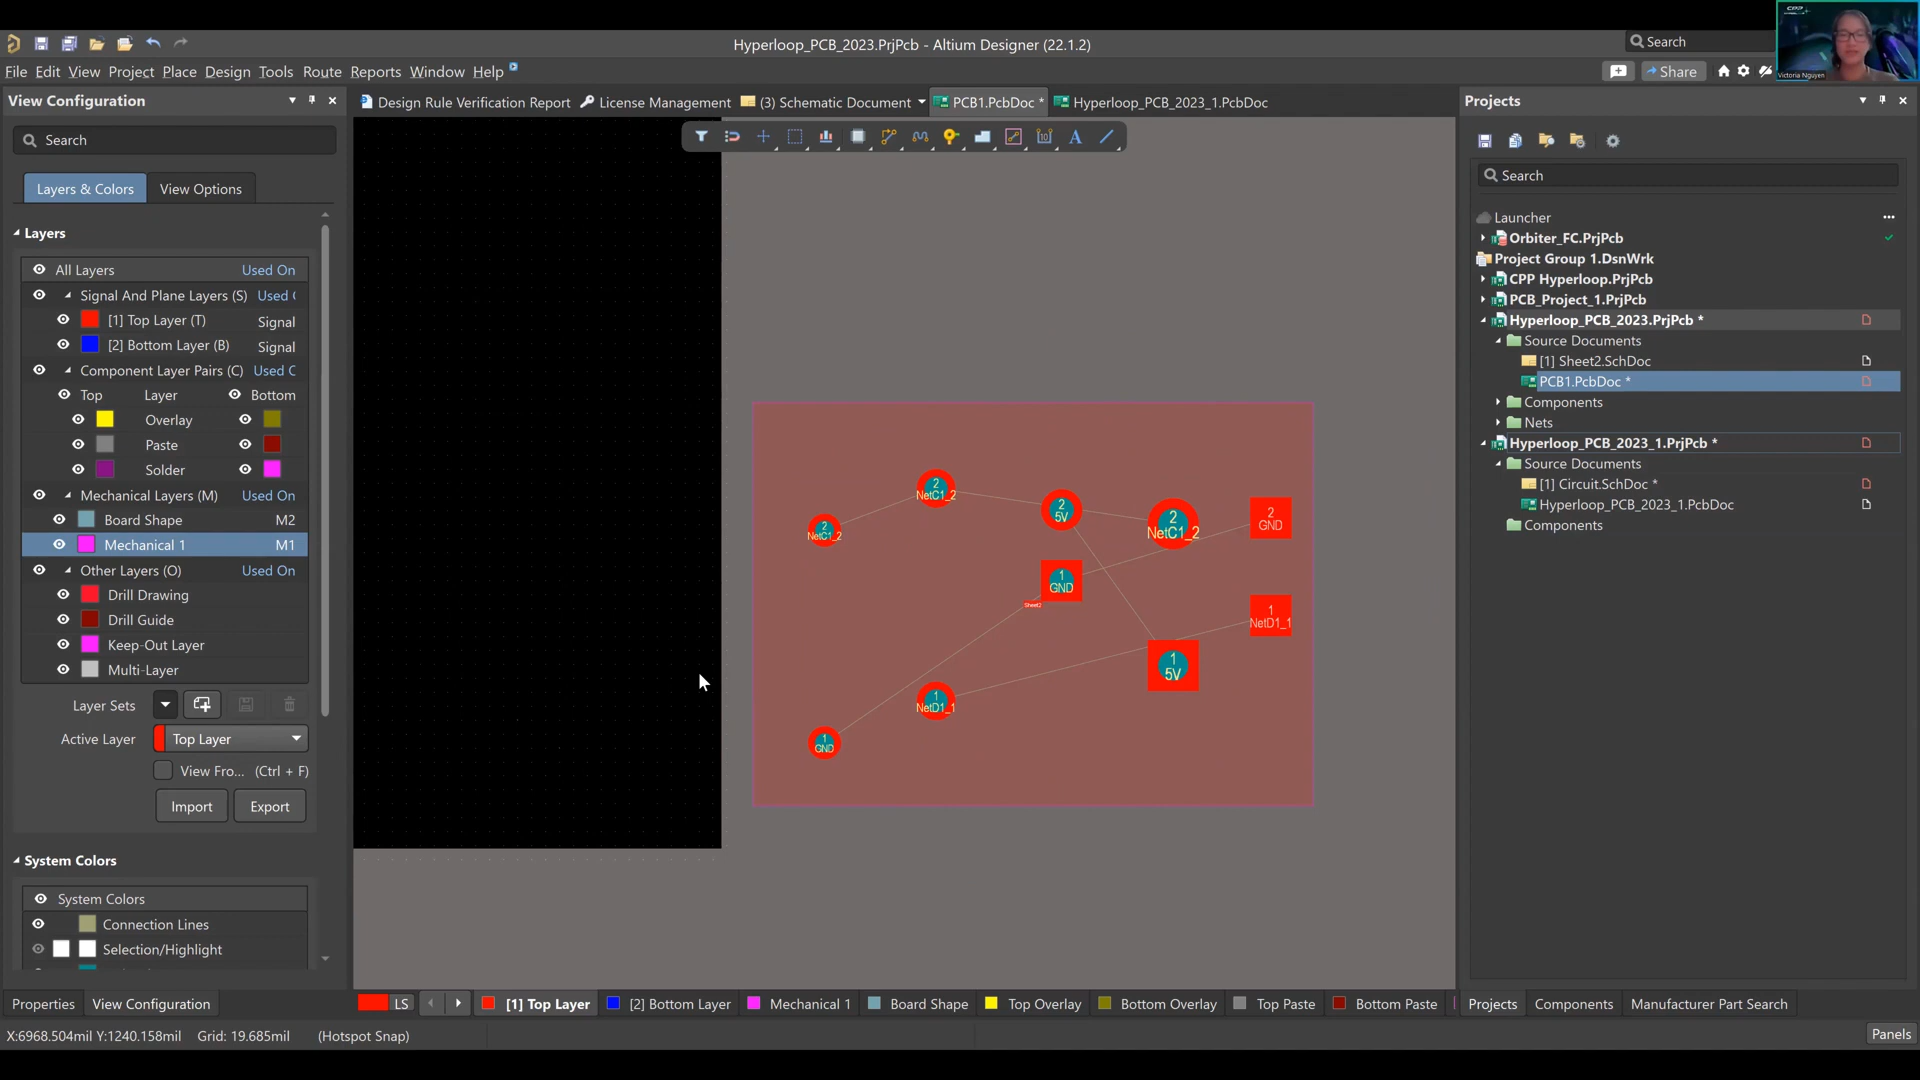 Hyperloop_PCB_2023.PrjPcb - Altium Designer (22.1.2)
Search
CPP
Victoria Nguyen
File Edit View Project Place Design Tools Route Reports Window Help
Share
View Configuration
Design Rule Verification Report
License Management
(3) Schematic Document
PCB1.PcbDoc *
Hyperloop_PCB_2023_1.PcbDoc
Projects
Search
Layers & Colors
View Options
Layers
All Layers Used On
Signal And Plane Layers (S) Used (
[1] Top Layer (T) Signal
[2] Bottom Layer (B) Signal
Component Layer Pairs (C) Used C
Top Layer Bottom
Overlay
Paste
Solder
Mechanical Layers (M) Used On
Board Shape M2
Mechanical 1 M1
Other Layers (O) Used On
Drill Drawing
Drill Guide
Keep-Out Layer
Multi-Layer
Layer Sets
Active Layer Top Layer
View Fro... (Ctrl + F)
Import Export
System Colors
System Colors
Connection Lines
Selection/Highlight
Properties View Configuration
10
A
2
NetC1_2
2
NetC1_2
2
5V
2
NetC1_2
2
GND
1
GND
Sheet2
1
NetD1_1
1
5V
1
NetD1_1
1
GND
Search
Launcher
Orbiter_FC.PrjPcb
Project Group 1.DsnWrk
CPP Hyperloop.PrjPcb
PCB_Project_1.PrjPcb
Hyperloop_PCB_2023.PrjPcb *
Source Documents
[1] Sheet2.SchDoc
PCB1.PcbDoc *
Components
Nets
Hyperloop_PCB_2023_1.PrjPcb *
Source Documents
[1] Circuit.SchDoc *
Hyperloop_PCB_2023_1.PcbDoc
Components
LS
[1] Top Layer
[2] Bottom Layer
Mechanical 1
Board Shape
Top Overlay
Bottom Overlay
Top Paste
Bottom Paste
Projects Components Manufacturer Part Search
X:6968.504mil Y:1240.158mil Grid: 19.685mil (Hotspot Snap)
Panels